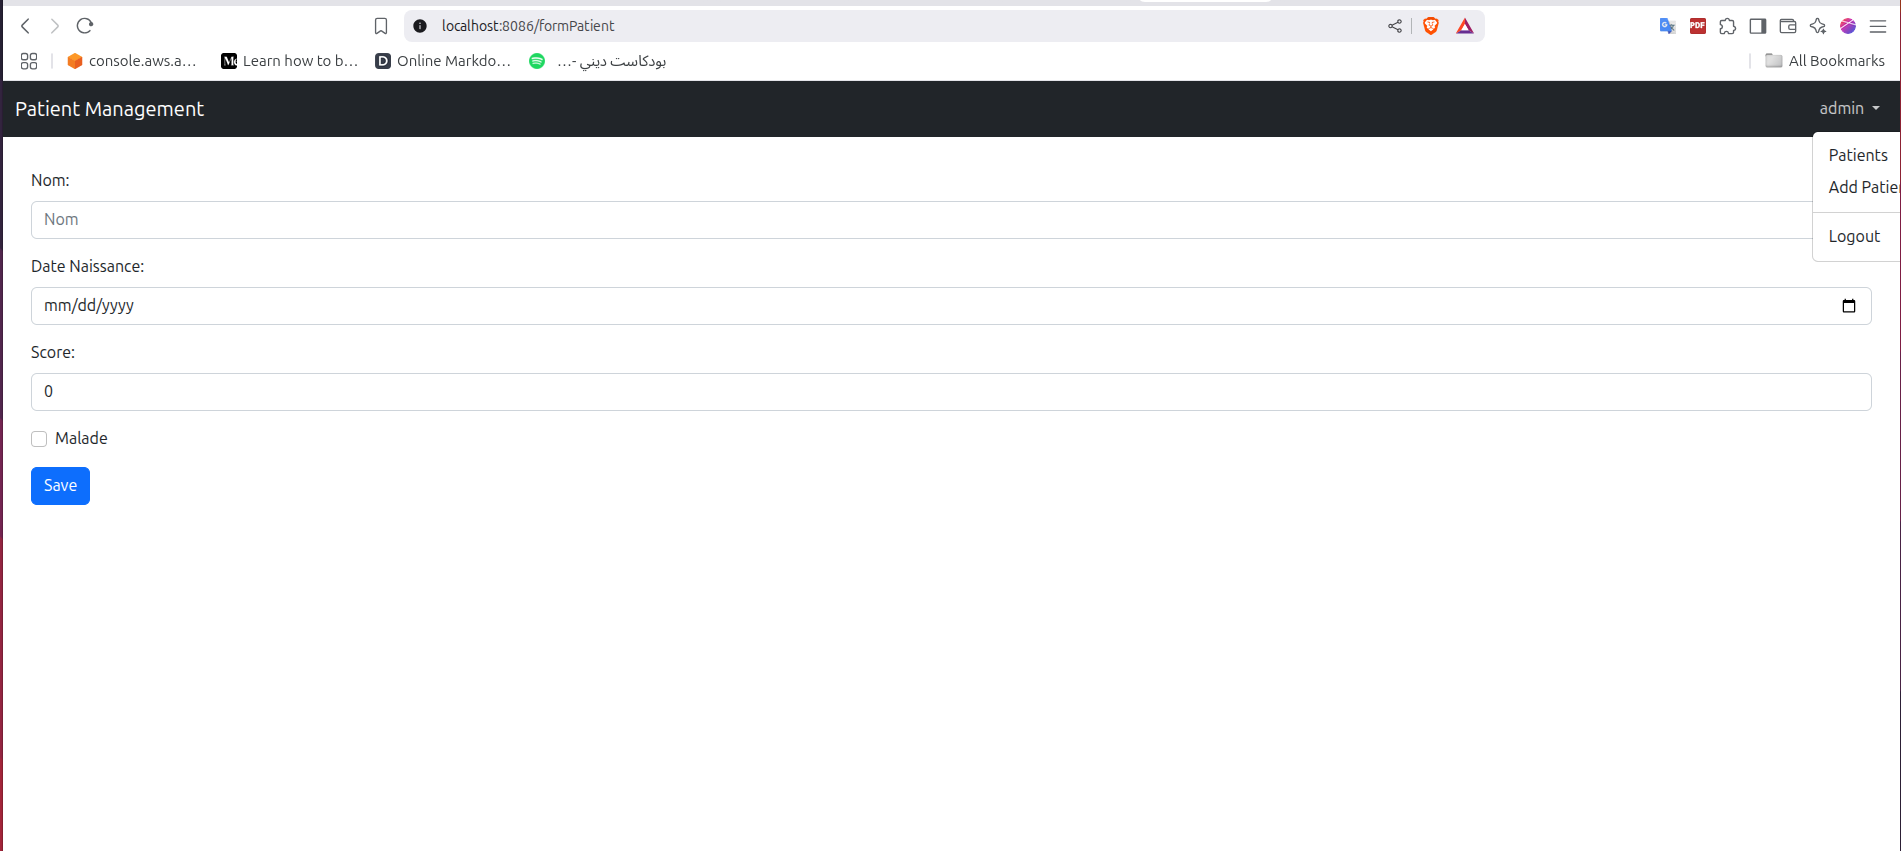 localhost:8086/formPatient
console.aws.a...
Learn how to b...
Online Markdo...
بودكاست ديني -...
All Bookmarks
Patient Management
admin
Patients
Add Patie
Logout
Nom:
Nom
Date Naissance:
mm/dd/yyyy
Score:
0
Malade
Save